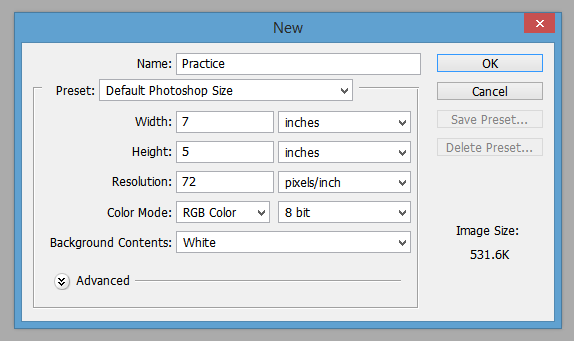 New
Name: Practice
OK
Preset: Default Photoshop Size
Cancel
Width: 7 inches
Save Preset...
Height: 5 inches
Delete Preset...
Resolution: 72 pixels/inch
Color Mode: RGB Color 8 bit
Background Contents: White
Image Size:
531.6K
Advanced